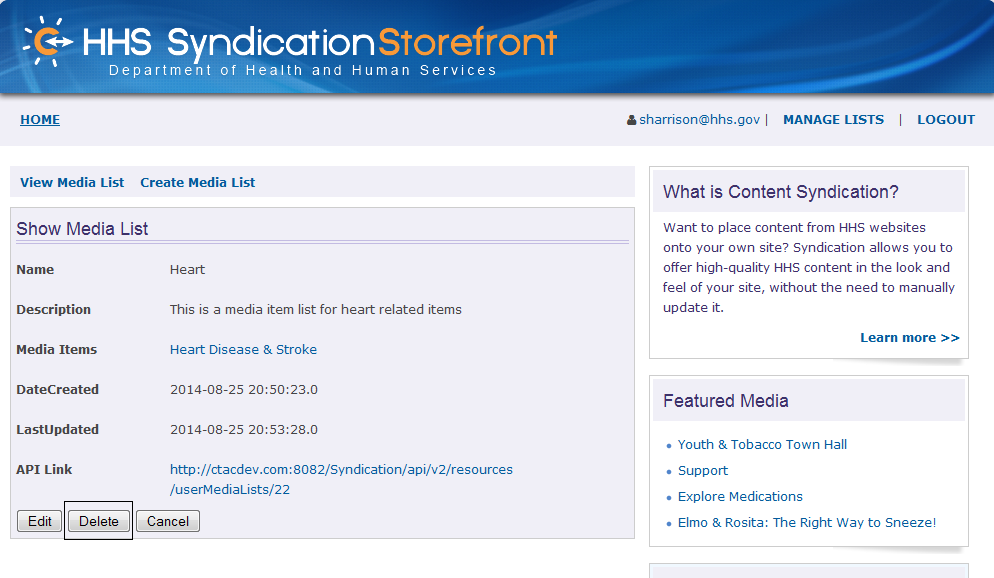 HHS Syndication Storefront
Department of Health and Human Services
HOME
sharrison@hhs.gov | MANAGE LISTS | LOGOUT
View Media List Create Media List
Show Media List
Name Heart
Description This is a media item list for heart related items
Media Items Heart Disease & Stroke
DateCreated 2014-08-25 20:50:23.0
LastUpdated 2014-08-25 20:53:28.0
API Link http://ctacdev.com:8082/Syndication/api/v2/resources
/userMediaLists/22
Edit Delete Cancel
What is Content Syndication?
Want to place content from HHS websites
onto your own site? Syndication allows you to
offer high-quality HHS content in the look and
feel of your site, without the need to manually
update it.
Learn more >>
Featured Media
Youth & Tobacco Town Hall
Support
Explore Medications
Elmo & Rosita: The Right Way to Sneeze!